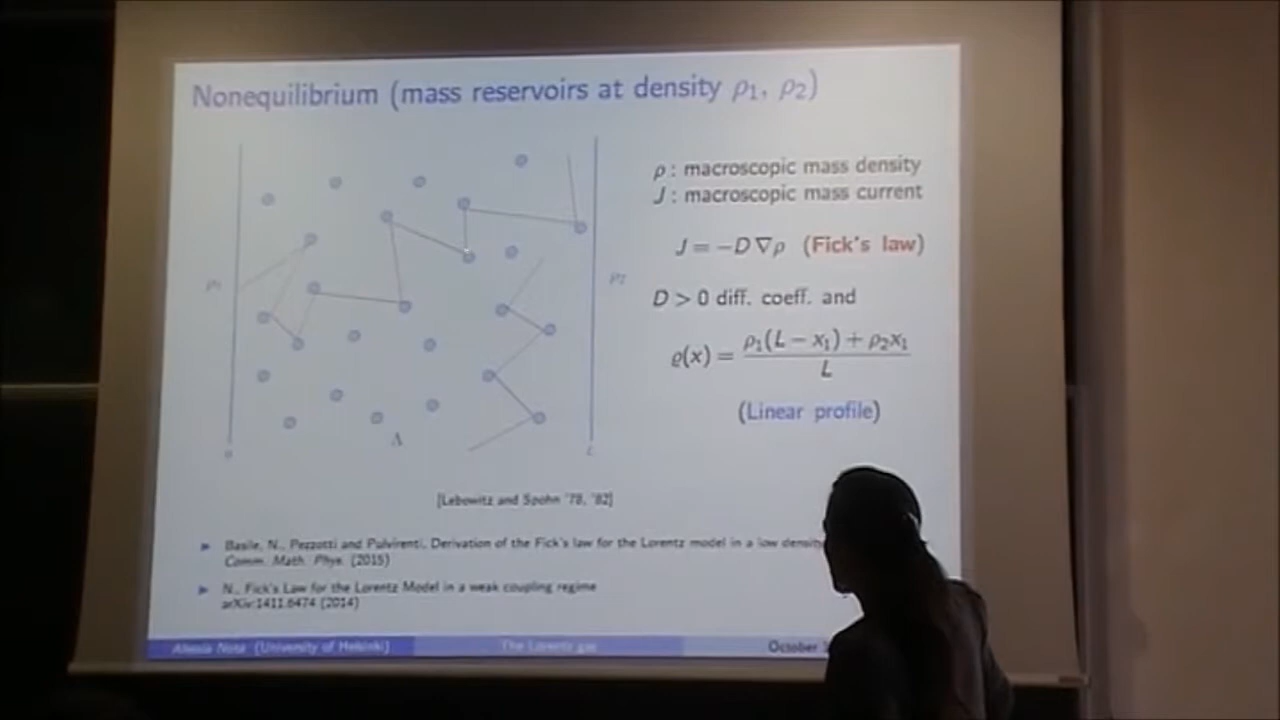 Nonequilibrium (mass reservoirs at density ρ1, ρ2)
ρ : macroscopic mass density
J : macroscopic mass current
J = −D ∇ρ (Fick's law)
ρ1
ρ2
D > 0 diff. coeff. and
ϱ(x) = ρ1(L − x1) + ρ2x1
L
(Linear profile)
Λ
0
L
[Lebowitz and Spohn '78, '82]
Basile, N., Pezzotti and Pulvirenti, Derivation of the Fick's law for the Lorentz model in a low density
Comm. Math. Phys. (2015)
N., Fick's Law for the Lorentz Model in a weak coupling regime
arXiv:1411.6474 (2014)
Alessia Nota (University of Helsinki) The Lorentz gas October